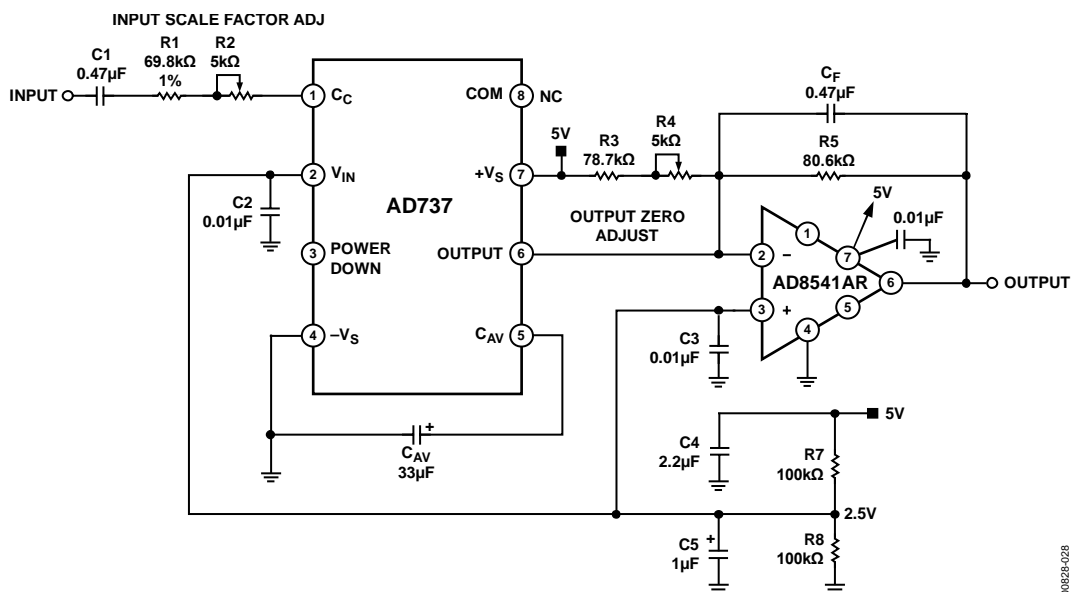 INPUT SCALE FACTOR ADJ
C1
0.47µF
R1
69.8kΩ
1%
R2
5kΩ
INPUT
1
CC
COM
8
NC
CF
0.47µF
5V
R3
78.7kΩ
R4
5kΩ
R5
80.6kΩ
2
VIN
+VS
7
C2
0.01µF
AD737
OUTPUT ZERO
ADJUST
5V
0.01µF
3
POWER
DOWN
OUTPUT
6
2
–
1
7
AD8541AR
6
OUTPUT
3
+
5
4
4
–VS
CAV
5
C3
0.01µF
CAV
33µF
+
5V
C4
2.2µF
R7
100kΩ
2.5V
C5
1µF
+
R8
100kΩ
00828-028